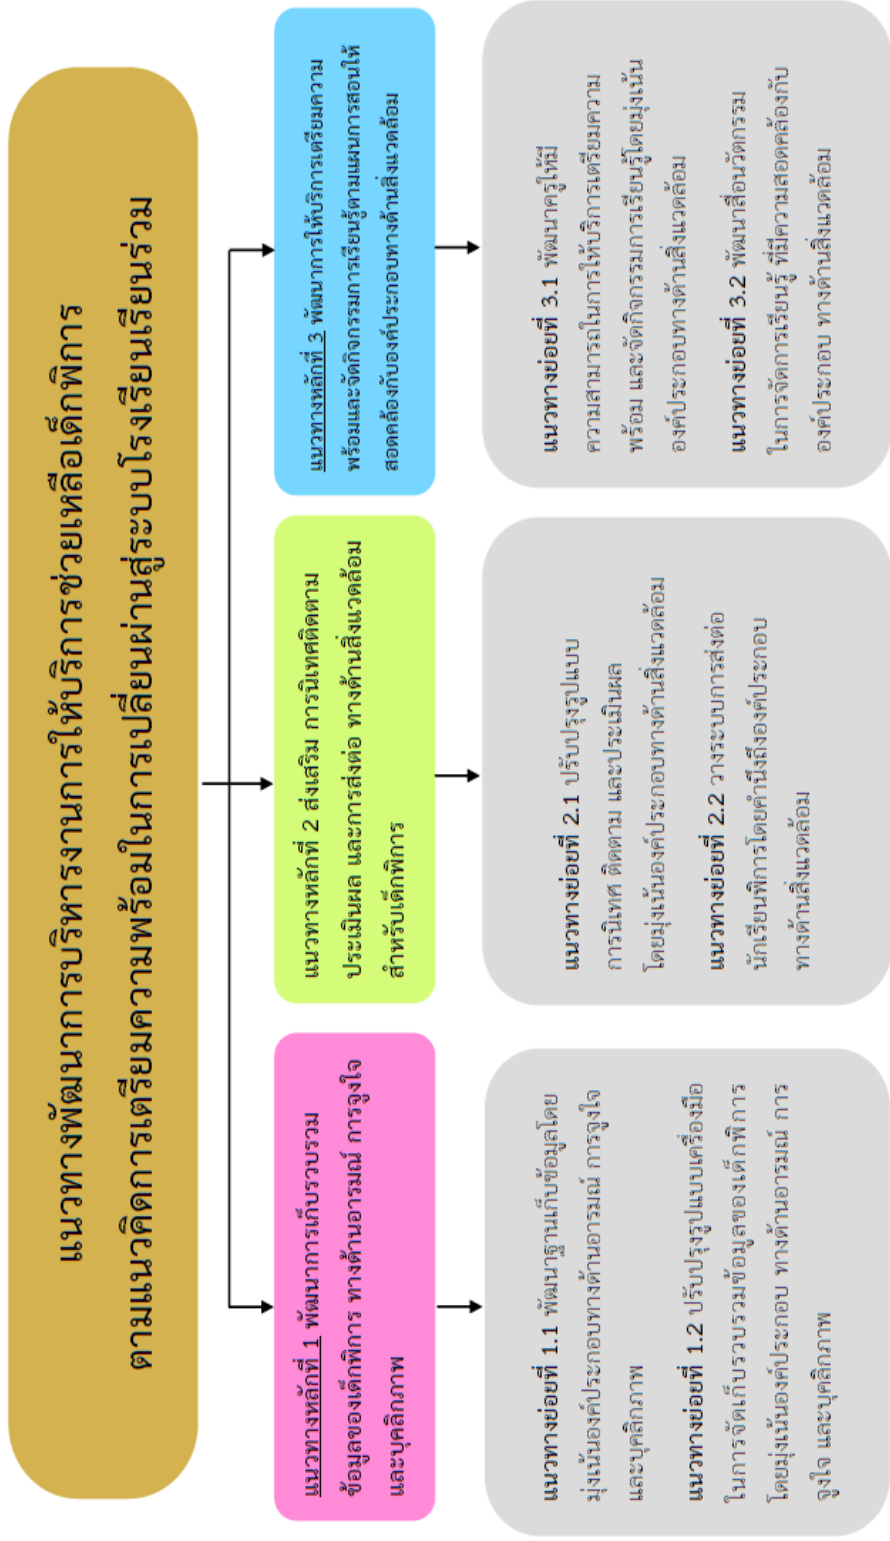 แนวทางพัฒนาการบริหารงานการให้บริการช่วยเหลือเด็กพิการ
ตามแนวคิดการเตรียมความพร้อมในการเปลี่ยนผ่านสู่ระบบโรงเรียนเรียนร่วม
แนวทางหลักที่ 1 พัฒนาการเก็บรวบรวม
ข้อมูลของเด็กพิการ ทางด้านอารมณ์ การจูงใจ
และบุคลิกภาพ
แนวทางย่อยที่ 1.1 พัฒนาฐานเก็บข้อมูลโดย
มุ่งเน้นองค์ประกอบทางด้านอารมณ์ การจูงใจ
และบุคลิกภาพ
แนวทางย่อยที่ 1.2 ปรับปรุงรูปแบบเครื่องมือ
ในการจัดเก็บรวบรวมข้อมูลของเด็กพิการ
โดยมุ่งเน้นองค์ประกอบ ทางด้านอารมณ์ การ
จูงใจ และบุคลิกภาพ
แนวทางหลักที่ 2 ส่งเสริม การนิเทศติดตาม
ประเมินผล และการส่งต่อ ทางด้านสิ่งแวดล้อม
สำหรับเด็กพิการ
แนวทางย่อยที่ 2.1 ปรับปรุงรูปแบบ
การนิเทศ ติดตาม และประเมินผล
โดยมุ่งเน้นองค์ประกอบทางด้านสิ่งแวดล้อม
แนวทางย่อยที่ 2.2 วางระบบการส่งต่อ
นักเรียนพิการโดยคำนึงถึงองค์ประกอบ
ทางด้านสิ่งแวดล้อม
แนวทางหลักที่ 3 พัฒนาการให้บริการเตรียมความ
พร้อมและจัดกิจกรรมการเรียนรู้ตามแผนการสอนให้
สอดคล้องกับองค์ประกอบทางด้านสิ่งแวดล้อม
แนวทางย่อยที่ 3.1 พัฒนาครูให้มี
ความสามารถในการให้บริการเตรียมความ
พร้อม และจัดกิจกรรมการเรียนรู้โดยมุ่งเน้น
องค์ประกอบทางด้านสิ่งแวดล้อม
แนวทางย่อยที่ 3.2 พัฒนาสื่อนวัตกรรม
ในการจัดการเรียนรู้ ที่มีความสอดคล้องกับ
องค์ประกอบ ทางด้านสิ่งแวดล้อม